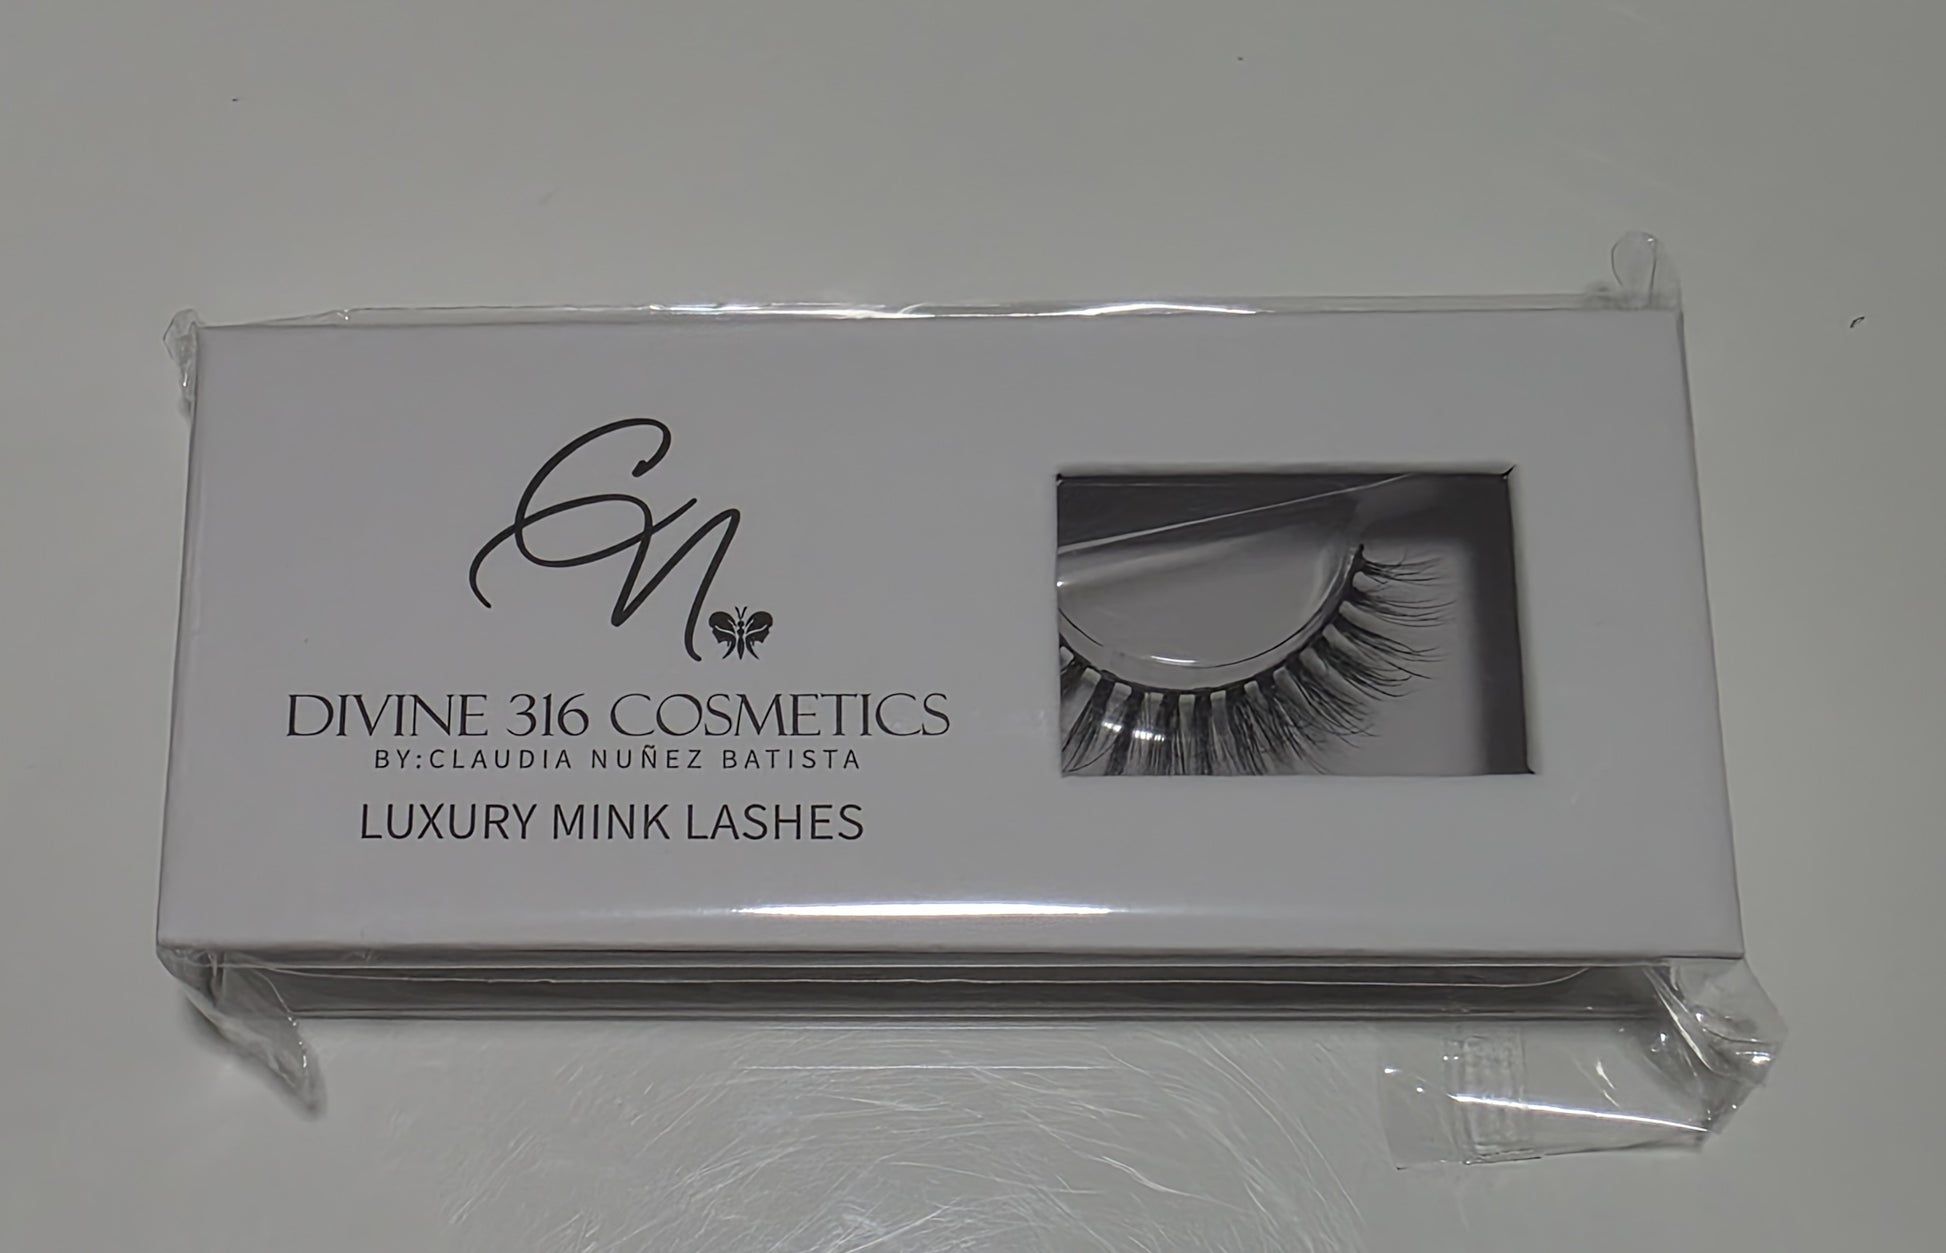 CN
DIVINE 316 COSMETICS
BY:CLAUDIA NUÑEZ BATISTA
LUXURY MINK LASHES